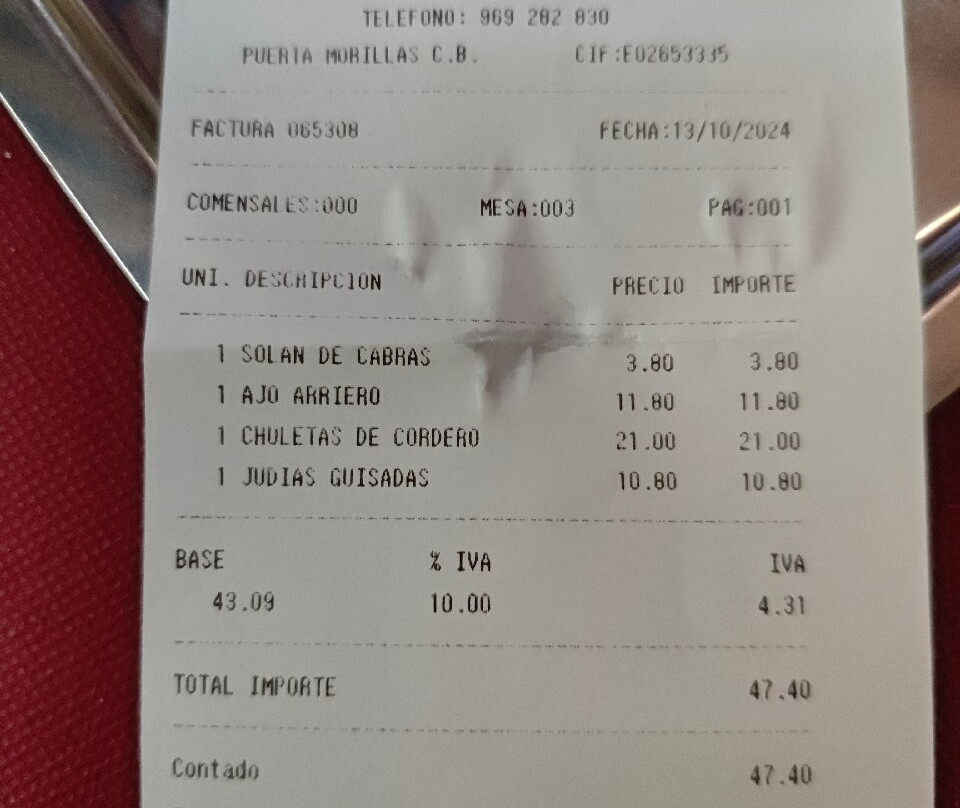 TELEFONO: 969 282 830
PUERTA MORILLAS C.B. CIF:E02653335
FACTURA 065308 FECHA:13/10/2024
COMENSALES:000 MESA:003 PAG:001
UNI. DESCRIPCION PRECIO IMPORTE
1 SOLAN DE CABRAS 3.80 3.80
1 AJO ARRIERO 11.80 11.80
1 CHULETAS DE CORDERO 21.00 21.00
1 JUDIAS GUISADAS 10.80 10.80
BASE % IVA IVA
43.09 10.00 4.31
TOTAL IMPORTE 47.40
Contado 47.40